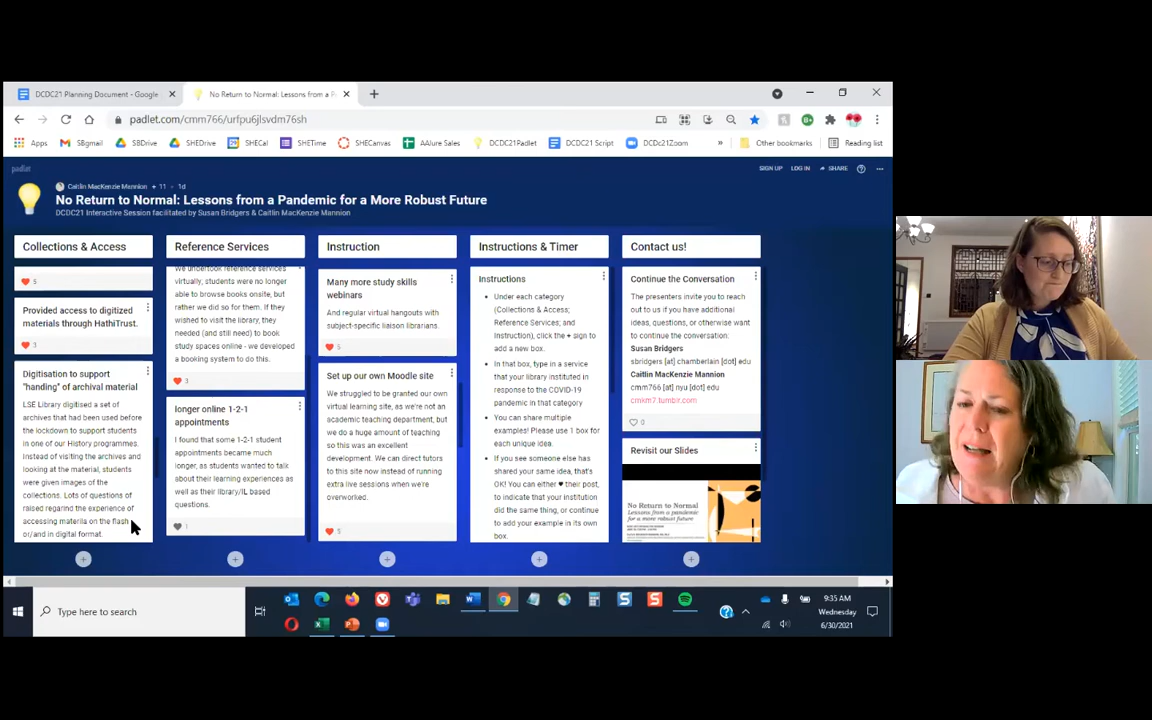 DCDC21 Planning Document - Google
No Return to Normal: Lessons from a P
padlet.com/cmm766/urfpu6jlsvdm76sh
Apps
SBgmail
SBDrive
SHEDrive
SHECal
SHETime
SHECanvas
AAlure Sales
DCDC21Padlet
DCDC21 Script
DCDc21Zoom
»
Other bookmarks
Reading list
padlet
Caitlin MacKenzie Mannion + 11 • 1d
SIGN UP
LOG IN
SHARE
No Return to Normal: Lessons from a Pandemic for a More Robust Future
DCDC21 Interactive Session facilitated by Susan Bridgers & Caitlin MacKenzie Mannion
Collections & Access
5
Provided access to digitized
materials through HathiTrust.
3
Digitisation to support
"handing" of archival material
LSE Library digitised a set of
archives that had been used before
the lockdown to support students
in one of our History programmes.
Instead of visiting the archives and
looking at the material, students
were given images of the
collections. Lots of questions of
raised regarind the experience of
accessing materila on the flash
or/and in digital format.
Reference Services
We undertook reference services
virtually, students were no longer
able to browse books onsite, but
rather we did so for them. If they
wished to visit the library, they
needed (and still need) to book
study spaces online - we developed
a booking system to do this.
3
longer online 1-2-1
appointments
I found that some 1-2-1 student
appointments became much
longer, as students wanted to talk
about their learning experiences as
well as their library/IL based
questions.
1
Instruction
Many more study skills
webinars
And regular virtual hangouts with
subject-specific liaison librarians.
5
Set up our own Moodle site
We struggled to be granted our own
virtual learning site, as we're not an
academic teaching department, but
we do a huge amount of teaching
so this was an excellent
development. We can direct tutors
to this site now instead of running
extra live sessions when we're
overworked.
5
Instructions & Timer
Instructions
• Under each category
(Collections & Access;
Reference Services; and
Instruction), click the + sign to
add a new box.
• In that box, type in a service
that your library instituted in
response to the COVID-19
pandemic in that category
• You can share multiple
examples! Please use 1 box for
each unique idea.
• If you see someone else has
shared your same idea, that's
OK! You can either ♥ their post,
to indicate that your institution
did the same thing, or continue
to add your example in its own
box.
Contact us!
Continue the Conversation
The presenters invite you to reach
out to us if you have additional
ideas, questions, or otherwise want
to continue the conversation:
Susan Bridgers
sbridgers [at] chamberlain [dot] edu
Caitlin MacKenzie Mannion
cmm766 [at] nyu [dot] edu
cmkm7.tumblr.com
0
Revisit our Slides
No Return to Normal
Lessons from a pandemic
for a more robust future
Type here to search
9:35 AM
Wednesday
6/30/2021